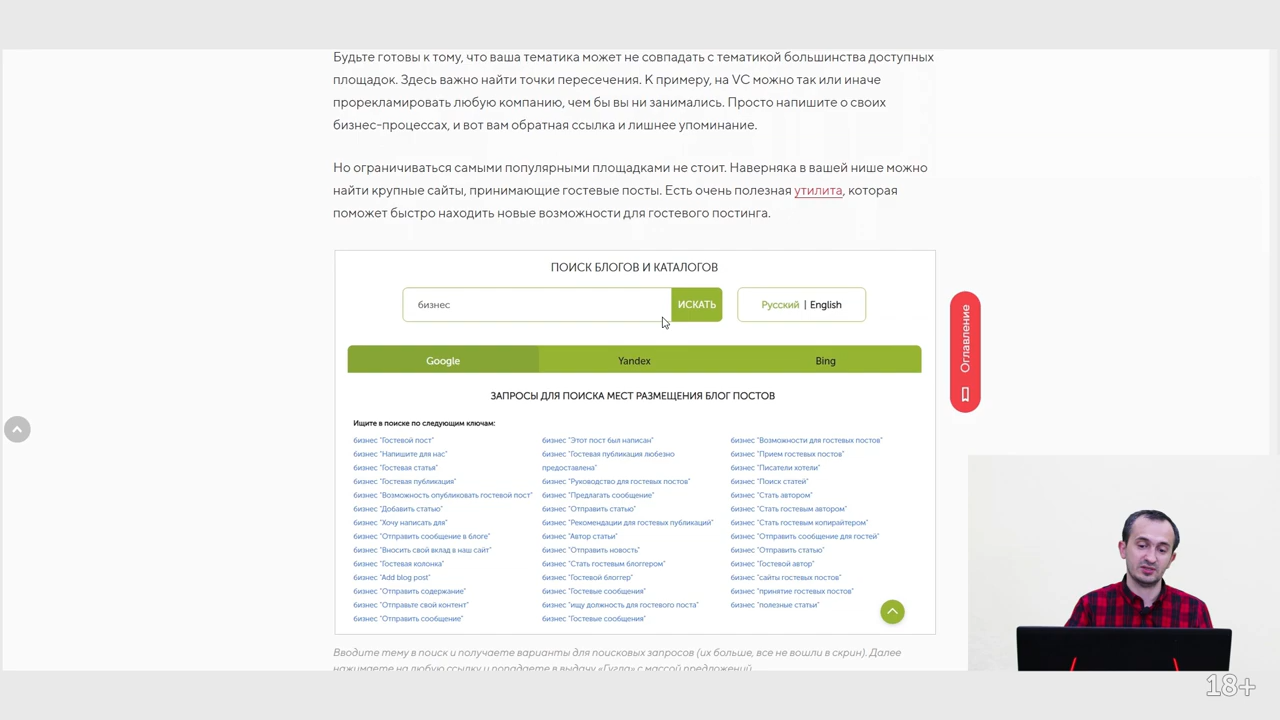 Будьте готовы к тому, что ваша тематика может не совпадать с тематикой большинства доступных
площадок. Здесь важно найти точки пересечения. К примеру, на VC можно так или иначе
прорекламировать любую компанию, чем бы вы ни занимались. Просто напишите о своих
бизнес-процессах, и вот вам обратная ссылка и лишнее упоминание.
Но ограничиваться самыми популярными площадками не стоит. Наверняка в вашей нише можно
найти крупные сайты, принимающие гостевые посты. Есть очень полезная утилита, которая
поможет быстро находить новые возможности для гостевого постинга.
ПОИСК БЛОГОВ И КАТАЛОГОВ
бизнес ИСКАТЬ Русский | English
Оглавление
Google Yandex Bing
ЗАПРОСЫ ДЛЯ ПОИСКА МЕСТ РАЗМЕЩЕНИЯ БЛОГ ПОСТОВ
Ищите в поиске по следующим ключам:
бизнес "Гостевой пост"
бизнес "Напишите для нас"
бизнес "Гостевая статья"
бизнес "Гостевая публикация"
бизнес "Возможность опубликовать гостевой пост"
бизнес "Добавить статью"
бизнес "Хочу написать для"
бизнес "Отправить сообщение в блоге"
бизнес "Вносить свой вклад в наш сайт"
бизнес "Гостевая колонка"
бизнес "Add blog post"
бизнес "Отправить содержание"
бизнес "Отправьте свой контент"
бизнес "Отправить сообщение"
бизнес "Этот пост был написан"
бизнес "Гостевая публикация любезно
предоставлена"
бизнес "Руководство для гостевых постов"
бизнес "Предлагать сообщение"
бизнес "Отправить статью"
бизнес "Рекомендации для гостевых публикаций"
бизнес "Автор статьи"
бизнес "Отправить новость"
бизнес "Стать гостевым блоггером"
бизнес "Гостевой блоггер"
бизнес "Гостевые сообщения"
бизнес "ищу должность для гостевого поста"
бизнес "Гостевые сообщения"
бизнес "Возможности для гостевых постов"
бизнес "Прием гостевых постов"
бизнес "Писатели хотели"
бизнес "Поиск статей"
бизнес "Стать автором"
бизнес "Стать гостевым автором"
бизнес "Стать гостевым копирайтером"
бизнес "Отправить сообщение для гостей"
бизнес "Отправить статью"
бизнес "Гостевой автор"
бизнес "сайты гостевых постов"
бизнес "принятие гостевых постов"
бизнес "полезные статьи"
Вводите тему в поиск и получаете варианты для поисковых запросов (их больше, все не вошли в скрин). Далее
нажимаете на любую ссылку и попадаете в выдачу «Гугла» с массой предложений
18+